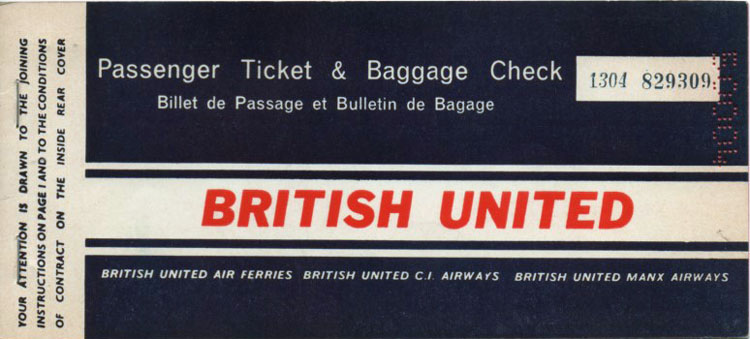 YOUR ATTENTION IS DRAWN TO THE JOINING
INSTRUCTIONS ON PAGE I AND TO THE CONDITIONS
OF CONTRACT ON THE INSIDE REAR COVER
Passenger Ticket & Baggage Check
1304 829309
Billet de Passage et Bulletin de Bagage
BRITISH UNITED
BRITISH UNITED AIR FERRIES BRITISH UNITED C.I. AIRWAYS BRITISH UNITED MANX AIRWAYS